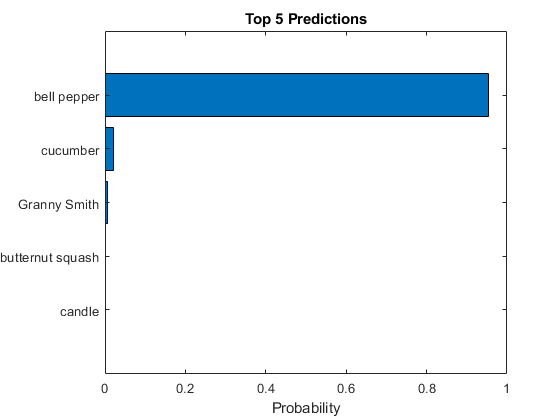 Top 5 Predictions
bell pepper
cucumber
Granny Smith
butternut squash
candle
0 0.2 0.4 0.6 0.8 1
Probability